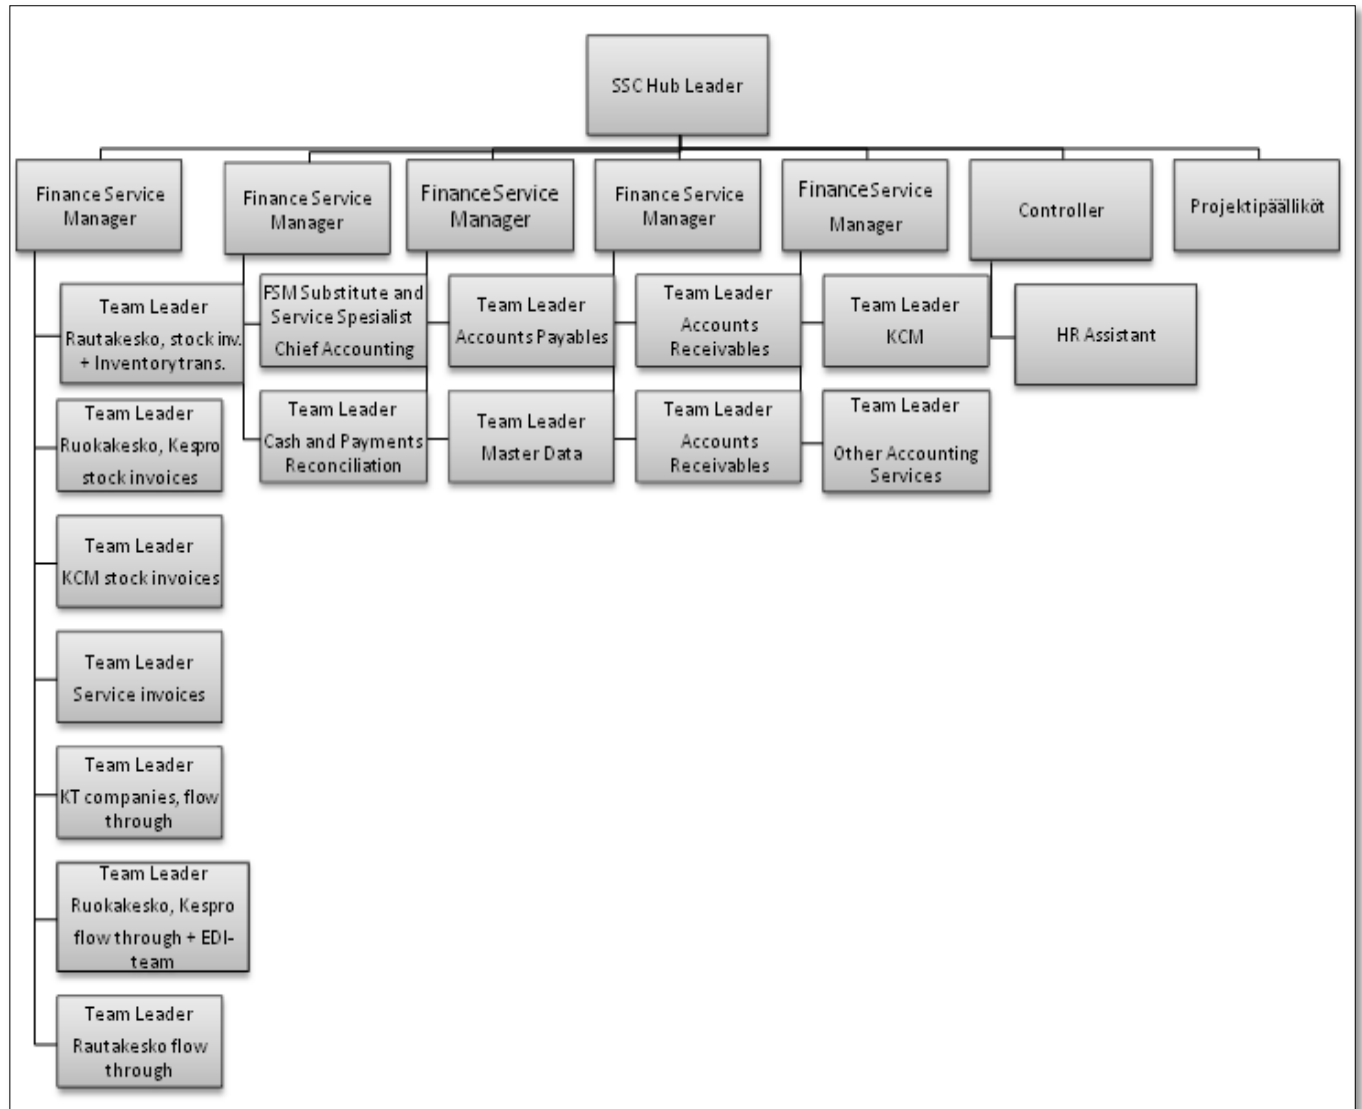 SSC Hub Leader
Finance Service
Manager
Finance Service
Manager
Finance Service
Manager
Finance Service
Manager
Finance Service
Manager
Controller
Projektipäälliköt
Team Leader
Rautakesko, stock inv.
+ Inventory trans.
Team Leader
Ruokakesko, Kespro
stock invoices
Team Leader
KCM stock invoices
Team Leader
Service invoices
Team Leader
KT companies, flow
through
Team Leader
Ruokakesko, Kespro
flow through + EDI-
team
Team Leader
Rautakesko flow
through
FSM Substitute and
Service Spesialist
Chief Accounting
Team Leader
Cash and Payments
Reconciliation
Team Leader
Accounts Payables
Team Leader
Master Data
Team Leader
Accounts
Receivables
Team Leader
Accounts
Receivables
Team Leader
KCM
Team Leader
Other Accounting
Services
HR Assistant